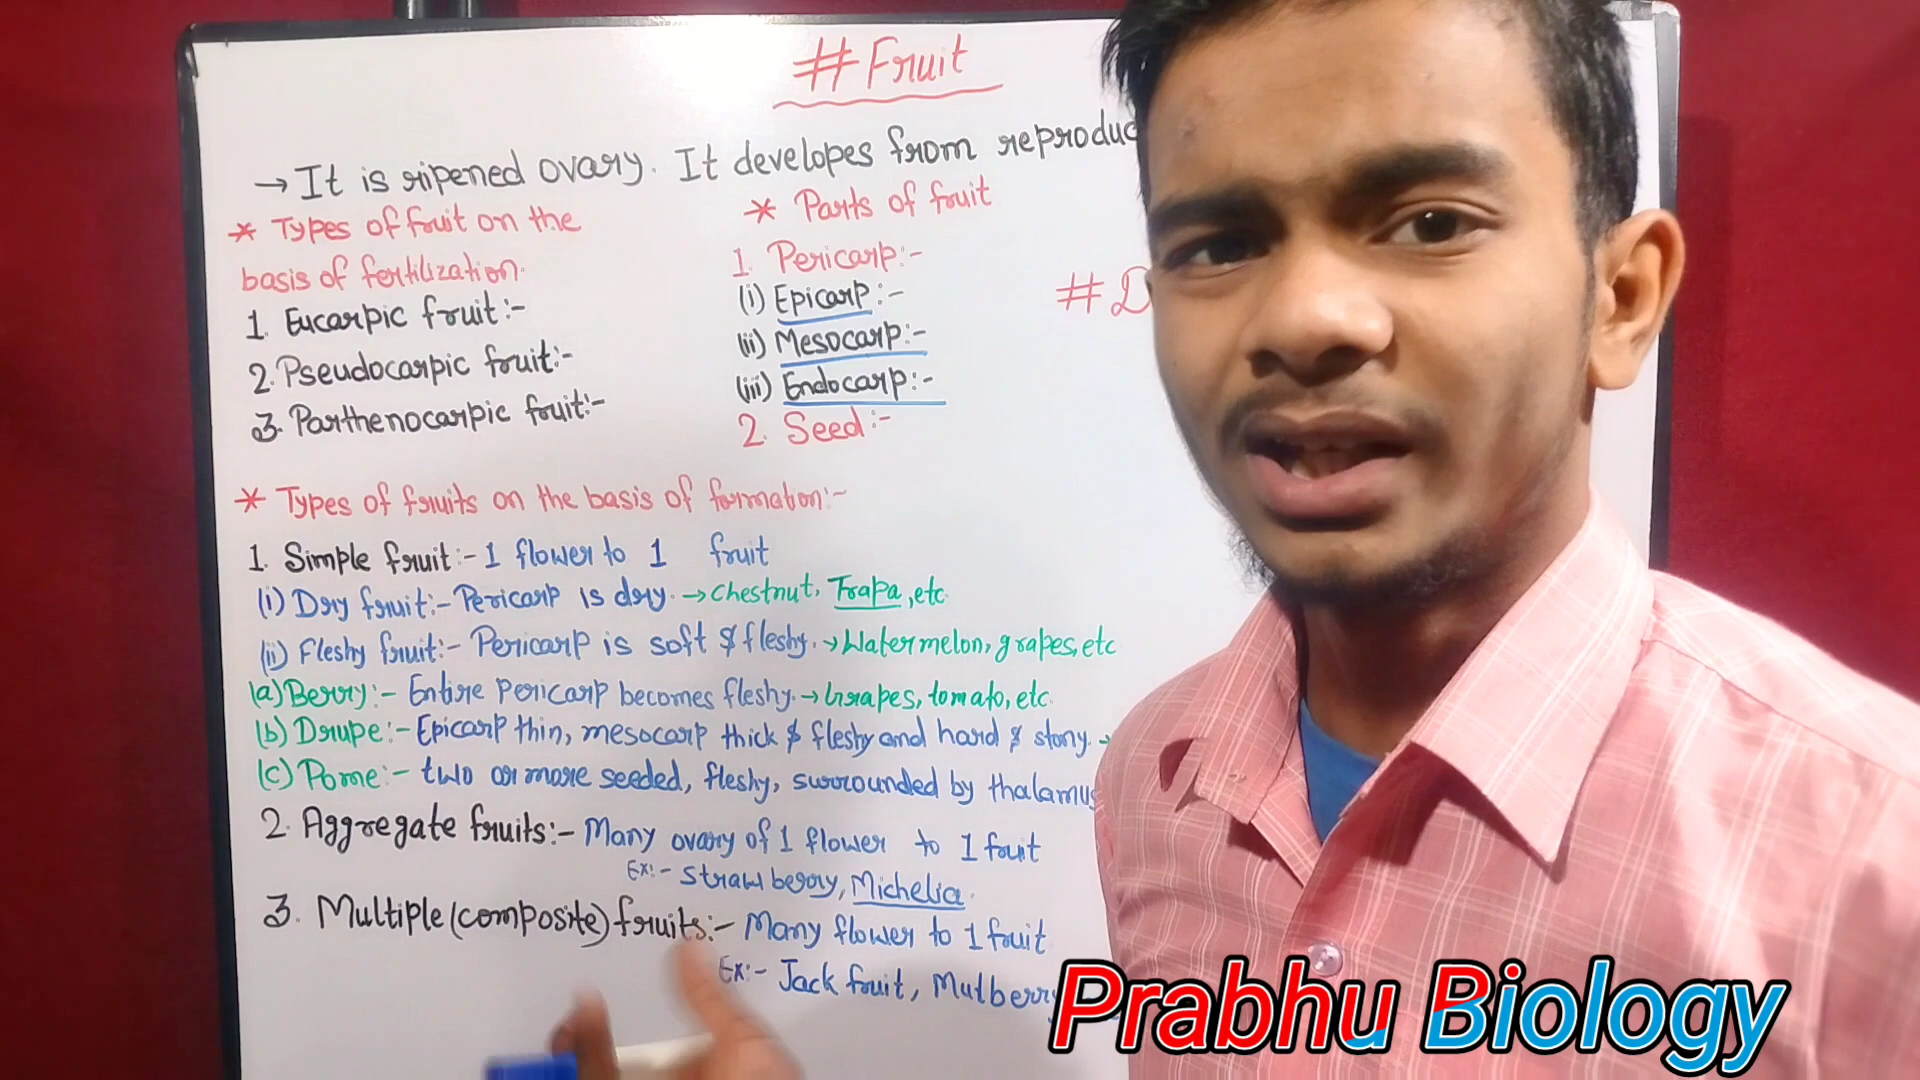 #Fruit
→ It is ripened ovary. It developes from reproduc
* Types of fruit on the
basis of fertilization.
1. Eucarpic fruit:-
2. Pseudocarpic fruit:-
3. Parthenocarpic fruit:-
* Parts of fruit
1. Pericarp:-
(i) Epicarp:-
(ii) Mesocarp:-
(iii) Endocarp:-
2. Seed:-
#D
* Types of fruits on the basis of formation:-
1. Simple fruit:- 1 flower to 1 fruit
(i) Dry fruit:- Pericarp is dry. → chestnut, Trapa, etc.
(ii) Fleshy fruit:- Pericarp is soft & fleshy. → Watermelon, grapes, etc
(a) Berry:- Entire pericarp becomes fleshy. → Grapes, tomato, etc.
(b) Drupe:- Epicarp thin, mesocarp thick & fleshy and hard & stony. →
(c) Pome:- two or more seeded, fleshy, surrounded by thalamus
2. Aggregate fruits:- Many ovary of 1 flower to 1 fruit
Ex:- Strawberry, Michelia.
3. Multiple (composite) fruits:- Many flower to 1 fruit
Ex:- Jack fruit, Mulberry
Prabhu Biology